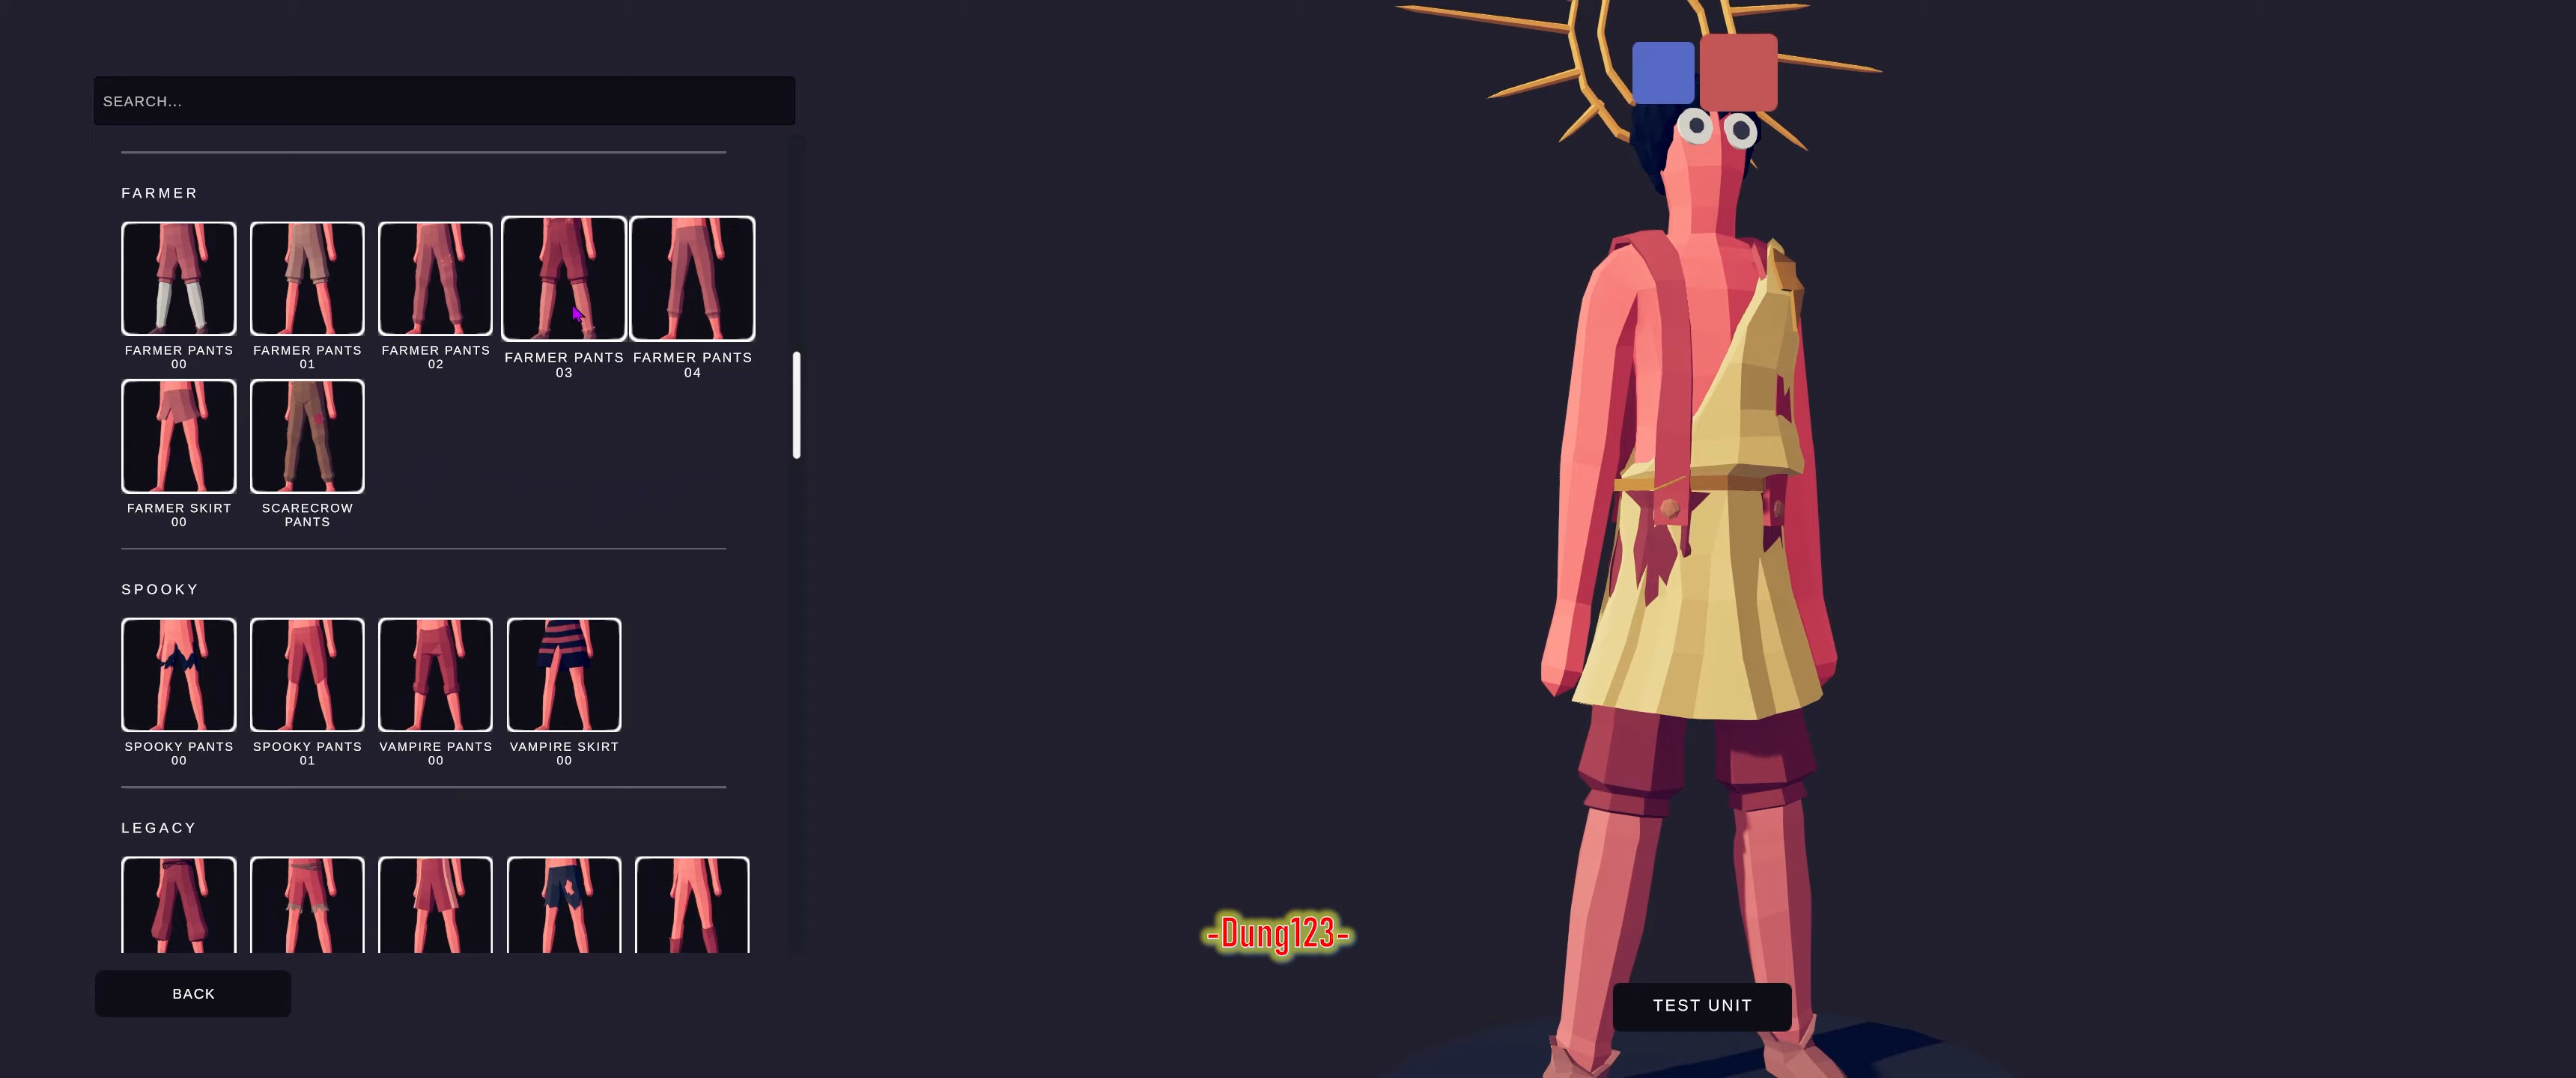 SEARCH...
FARMER
FARMER PANTS
00
FARMER PANTS
01
FARMER PANTS
02
FARMER PANTS
03
FARMER PANTS
04
FARMER SKIRT
00
SCARECROW
PANTS
SPOOKY
SPOOKY PANTS
00
SPOOKY PANTS
01
VAMPIRE PANTS
00
VAMPIRE SKIRT
00
LEGACY
BACK
-Dung123-
TEST UNIT